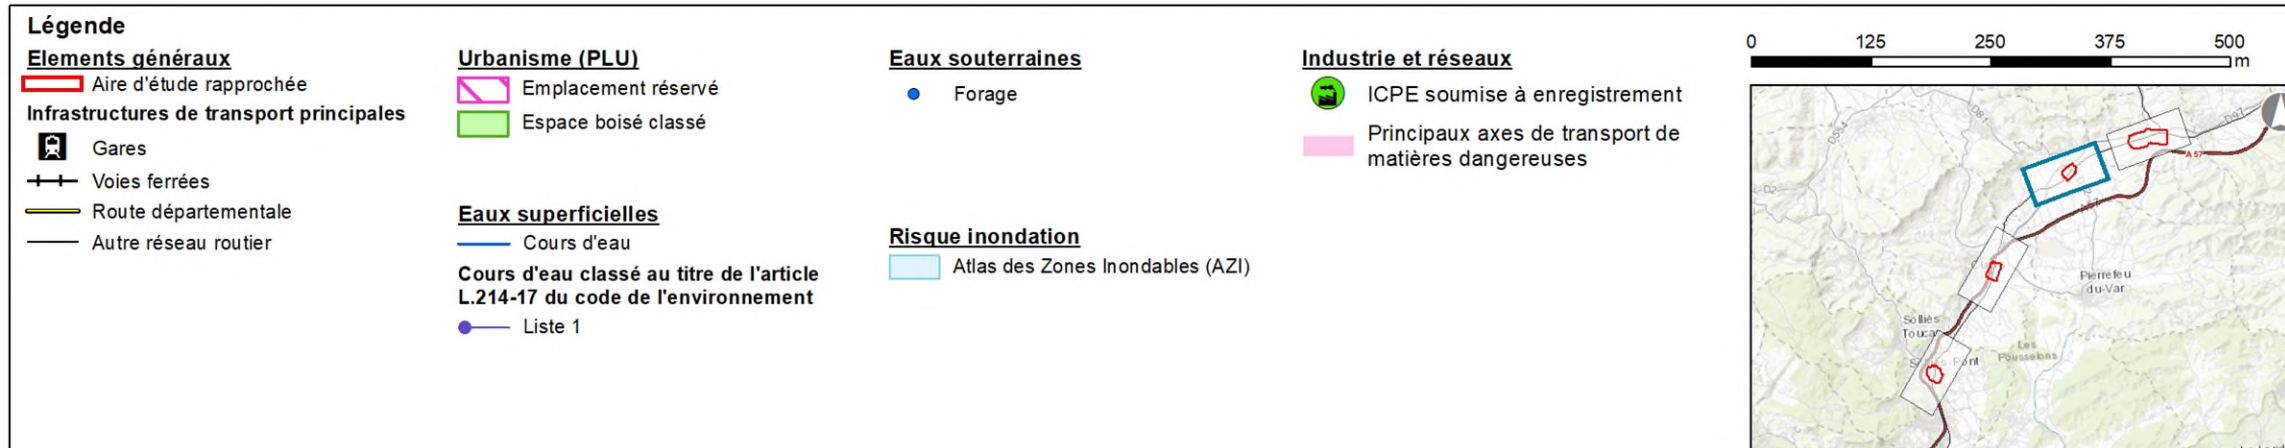 Légende
Elements généraux
Aire d'étude rapprochée
Infrastructures de transport principales
Gares
Voies ferrées
Route départementale
Autre réseau routier
Urbanisme (PLU)
Emplacement réservé
Espace boisé classé
Eaux superficielles
Cours d'eau
Cours d'eau classé au titre de l'article
L.214-17 du code de l'environnement
Liste 1
Eaux souterraines
Forage
Risque inondation
Atlas des Zones Inondables (AZI)
Industrie et réseaux
ICPE soumise à enregistrement
Principaux axes de transport de
matières dangereuses
0 125 250 375 500
m
D554
D81
D97
A 57
D2
A57
Pierrefeu
du-Var
Solliès
Les
Pousselons